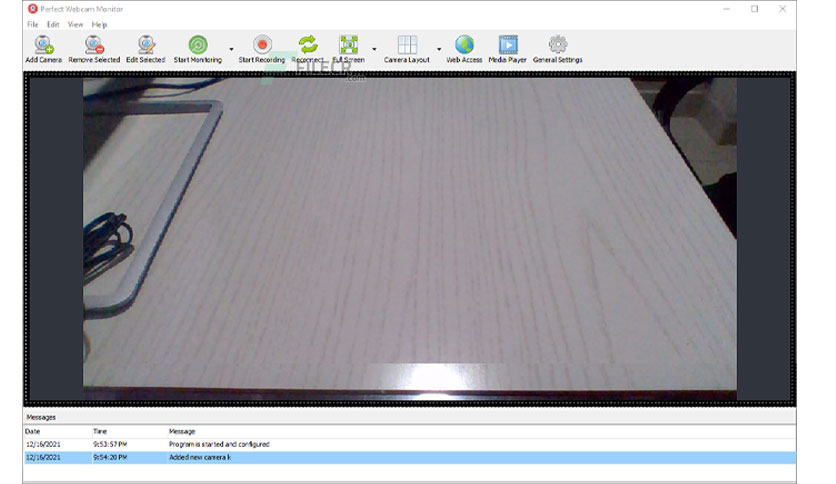 Perfect Webcam Monitor
File Edit View Help
Add Camera Remove Selected Edit Selected Start Monitoring Start Recording Reconnect Full Screen Camera Layout Web Access Media Player General Settings
FILECR
.com
Messages
Date Time Message
12/16/2021 9:53:57 PM Program is started and configured
12/16/2021 9:54:20 PM Added new camera k